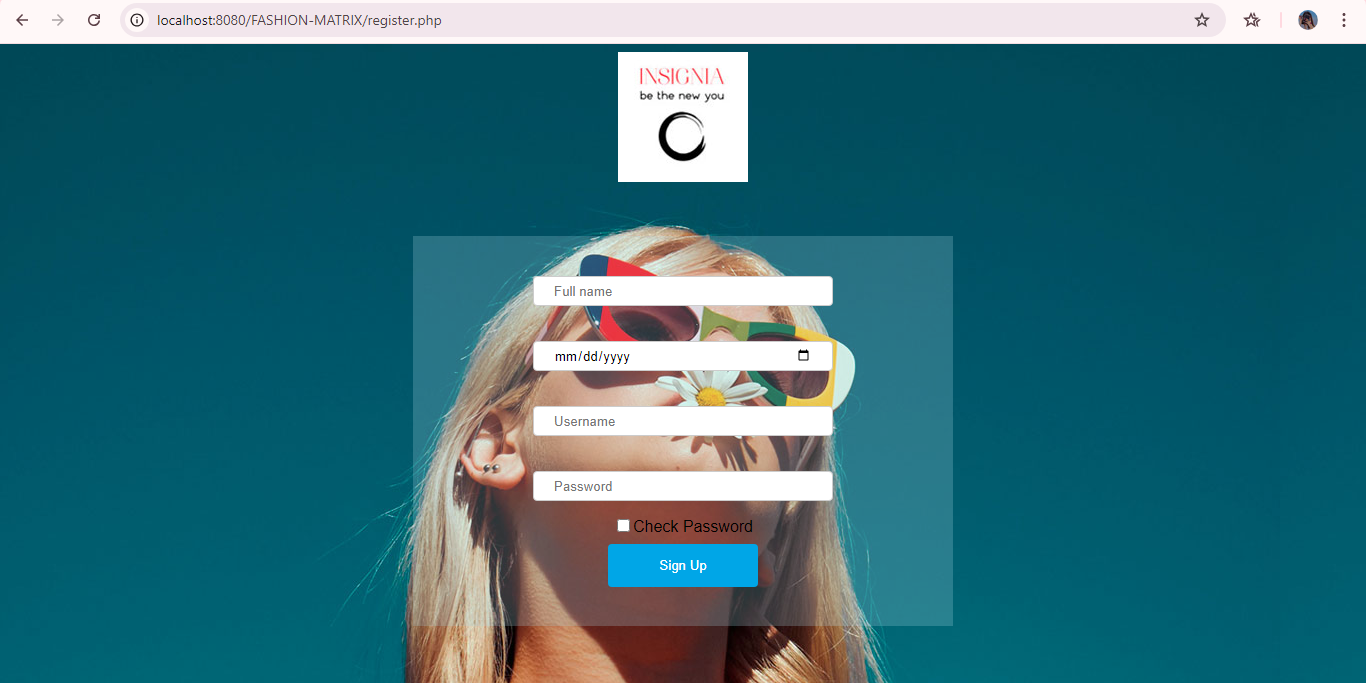 localhost:8080/FASHION-MATRIX/register.php
INSIGNIA
be the new you
Full name
mm/dd/yyyy
Username
Password
Check Password
Sign Up